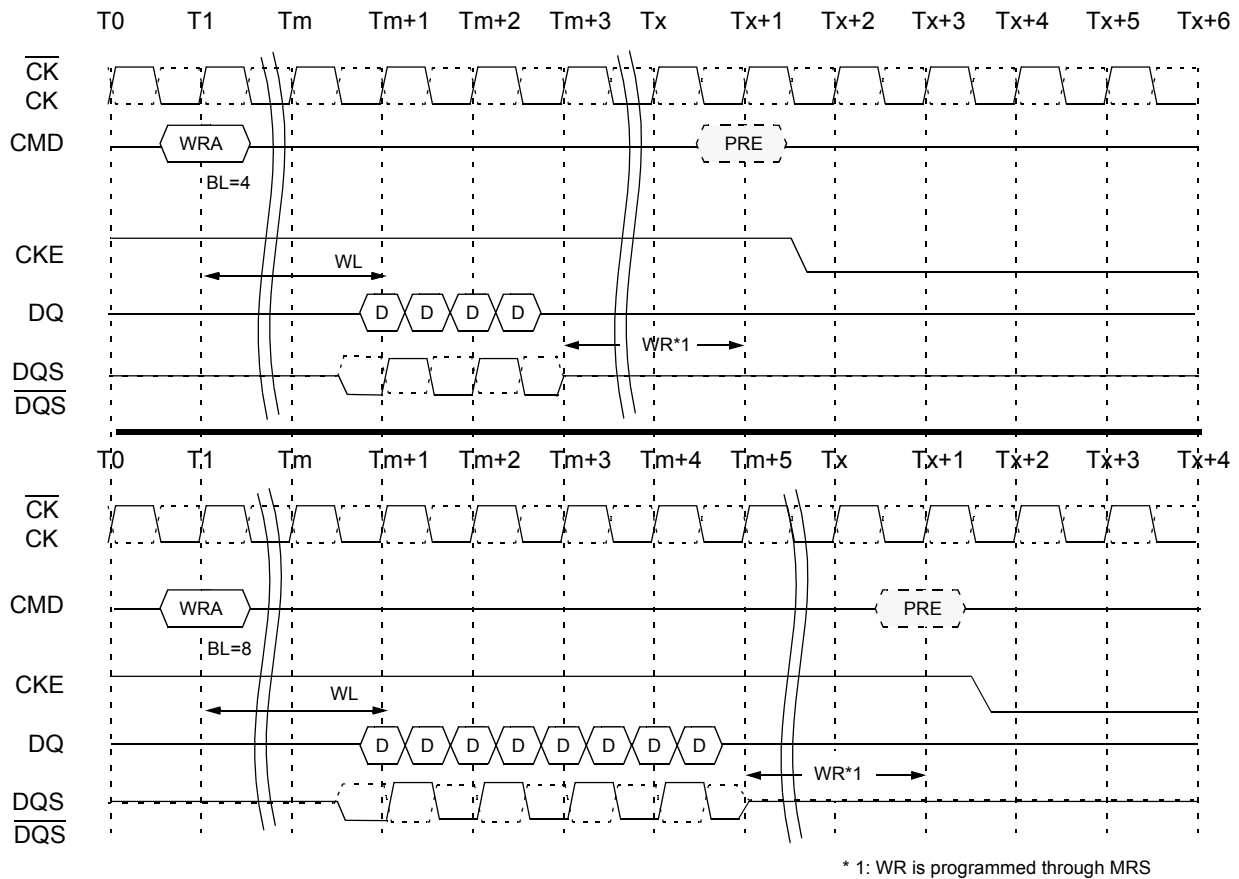 T0 T1 Tm Tm+1 Tm+2 Tm+3 Tx Tx+1 Tx+2 Tx+3 Tx+4 Tx+5 Tx+6
CK
CK
CMD WRA PRE
BL=4
CKE
WL
DQ D D D D
WR*1
DQS
DQS
T0 T1 Tm Tm+1 Tm+2 Tm+3 Tm+4 Tm+5 Tx Tx+1 Tx+2 Tx+3 Tx+4
CK
CK
CMD WRA PRE
BL=8
CKE
WL
DQ D D D D D D D D
WR*1
DQS
DQS
* 1: WR is programmed through MRS